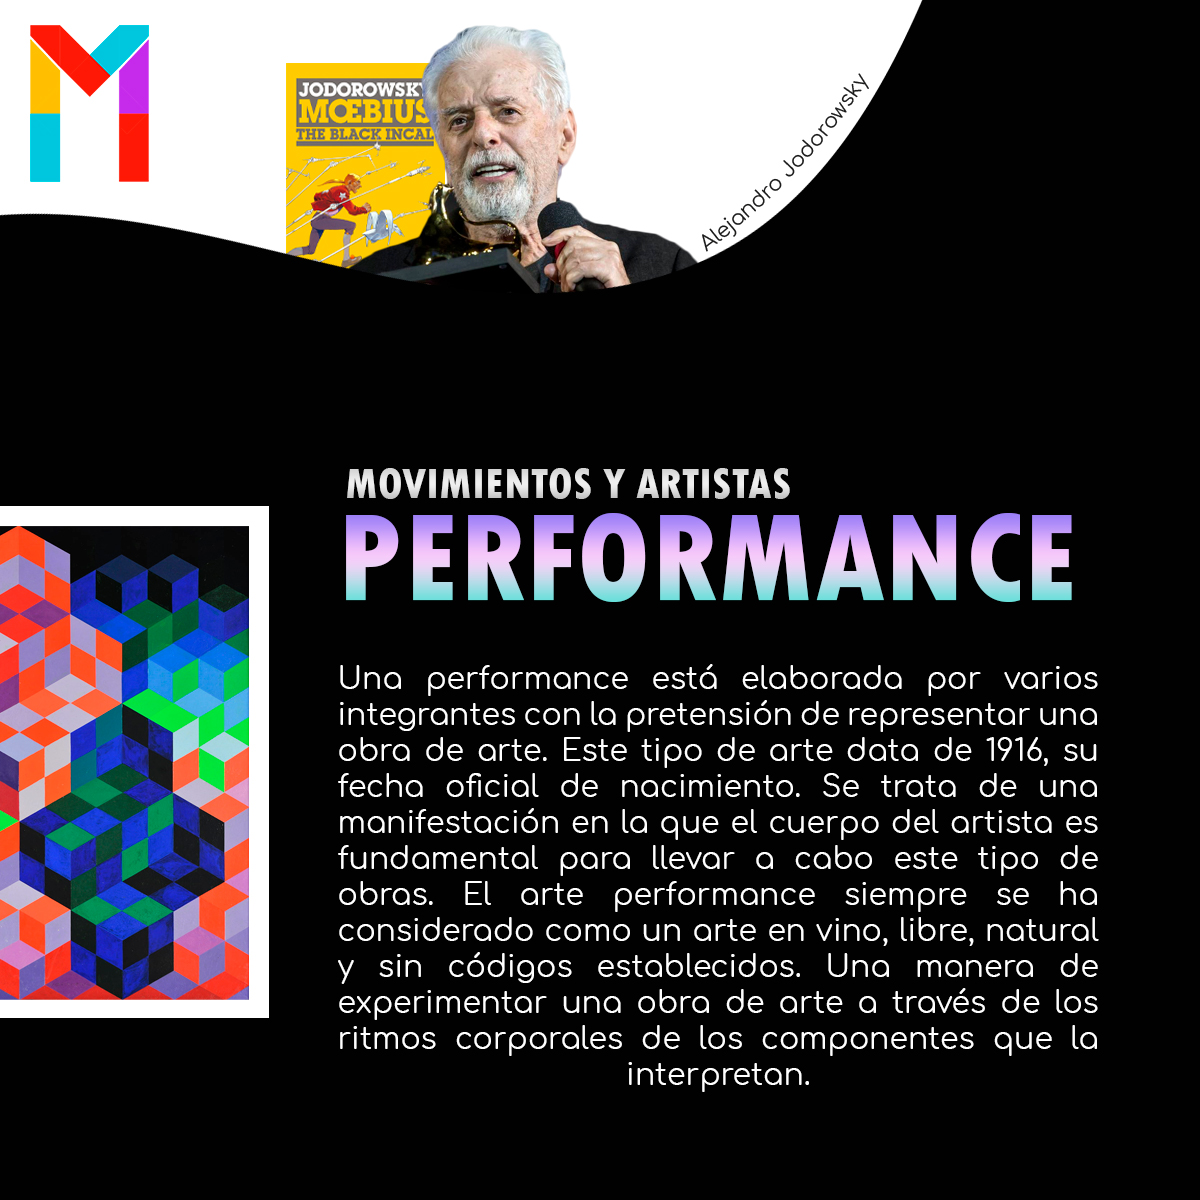 JODOROWSKY
MŒBIUS
THE BLACK INCAL
Alejandro Jodorowsky
MOVIMIENTOS Y ARTISTAS
PERFORMANCE
Una performance está elaborada por varios
integrantes con la pretensión de representar una
obra de arte. Este tipo de arte data de 1916, su
fecha oficial de nacimiento. Se trata de una
manifestación en la que el cuerpo del artista es
fundamental para llevar a cabo este tipo de
obras. El arte performance siempre se ha
considerado como un arte en vino, libre, natural
y sin códigos establecidos. Una manera de
experimentar una obra de arte a través de los
ritmos corporales de los componentes que la
interpretan.